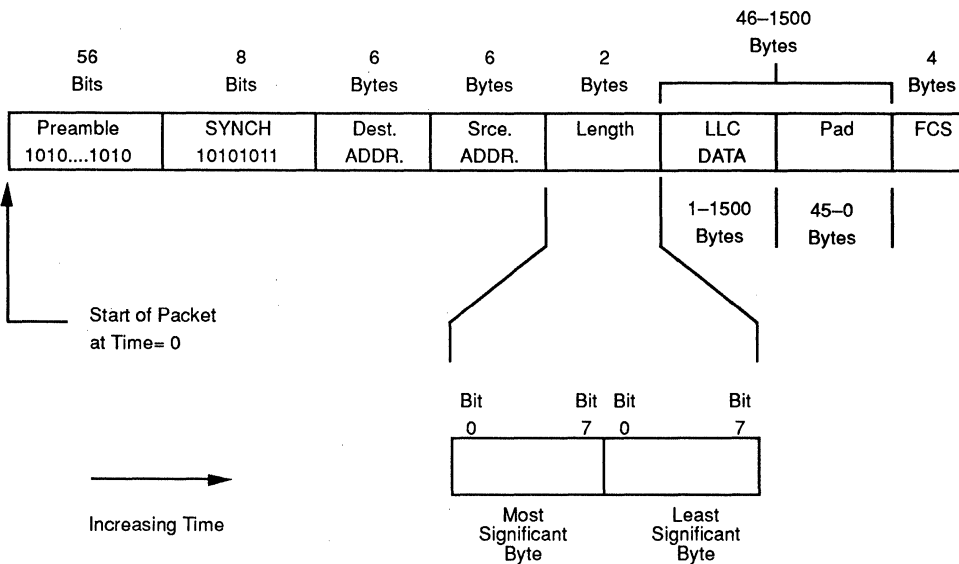 46–1500
Bytes
56
Bits
8
Bits
6
Bytes
6
Bytes
2
Bytes
4
Bytes
Preamble
1010....1010
SYNCH
10101011
Dest.
ADDR.
Srce.
ADDR.
Length
LLC
DATA
Pad
FCS
1–1500
Bytes
45–0
Bytes
Start of Packet
at Time= 0
Bit
0
Bit
7
Bit
0
Bit
7
Increasing Time
Most
Significant
Byte
Least
Significant
Byte